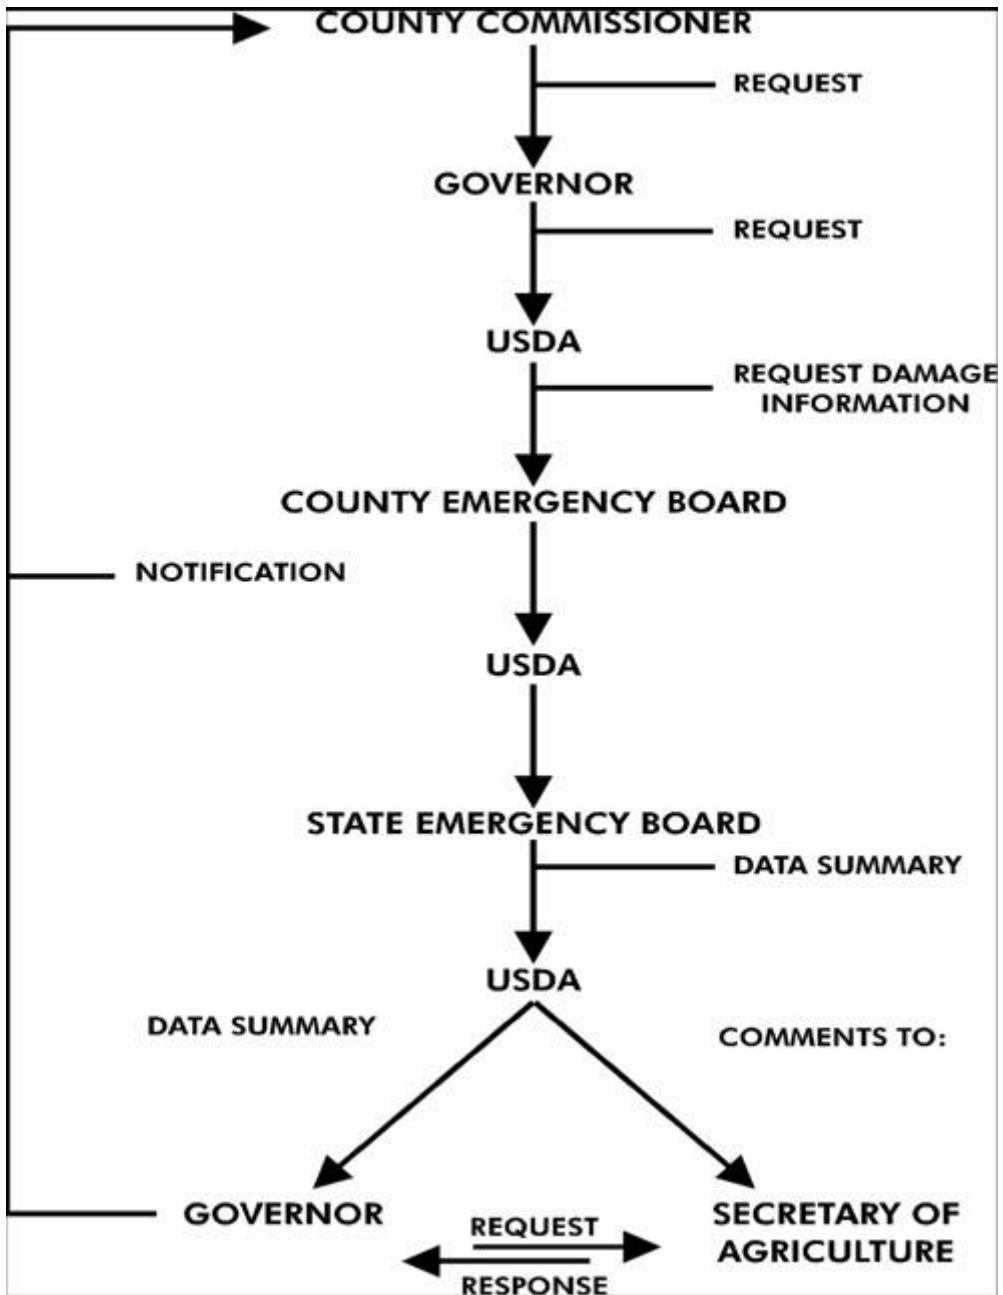 COUNTY COMMISSIONER
REQUEST
GOVERNOR
REQUEST
USDA
REQUEST DAMAGE
INFORMATION
COUNTY EMERGENCY BOARD
NOTIFICATION
USDA
STATE EMERGENCY BOARD
DATA SUMMARY
USDA
DATA SUMMARY
COMMENTS TO:
GOVERNOR
REQUEST
RESPONSE
SECRETARY OF
AGRICULTURE